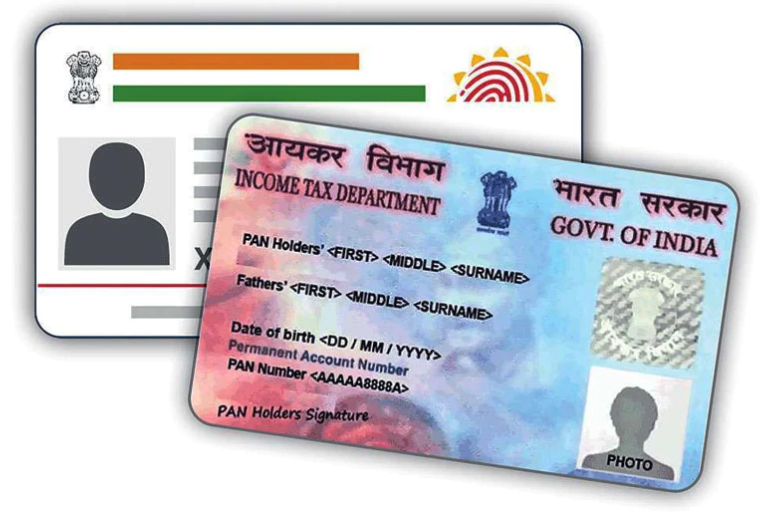 X
आयकर विभाग
INCOME TAX DEPARTMENT
भारत सरकार
GOVT. OF INDIA
PAN Holders' <FIRST> <MIDDLE> <SURNAME>
Fathers' <FIRST> <MIDDLE> <SURNAME>
Date of birth <DD / MM / YYYY>
Permanent Account Number
PAN Number <AAAAA8888A>
PAN Holders Signature
PHOTO